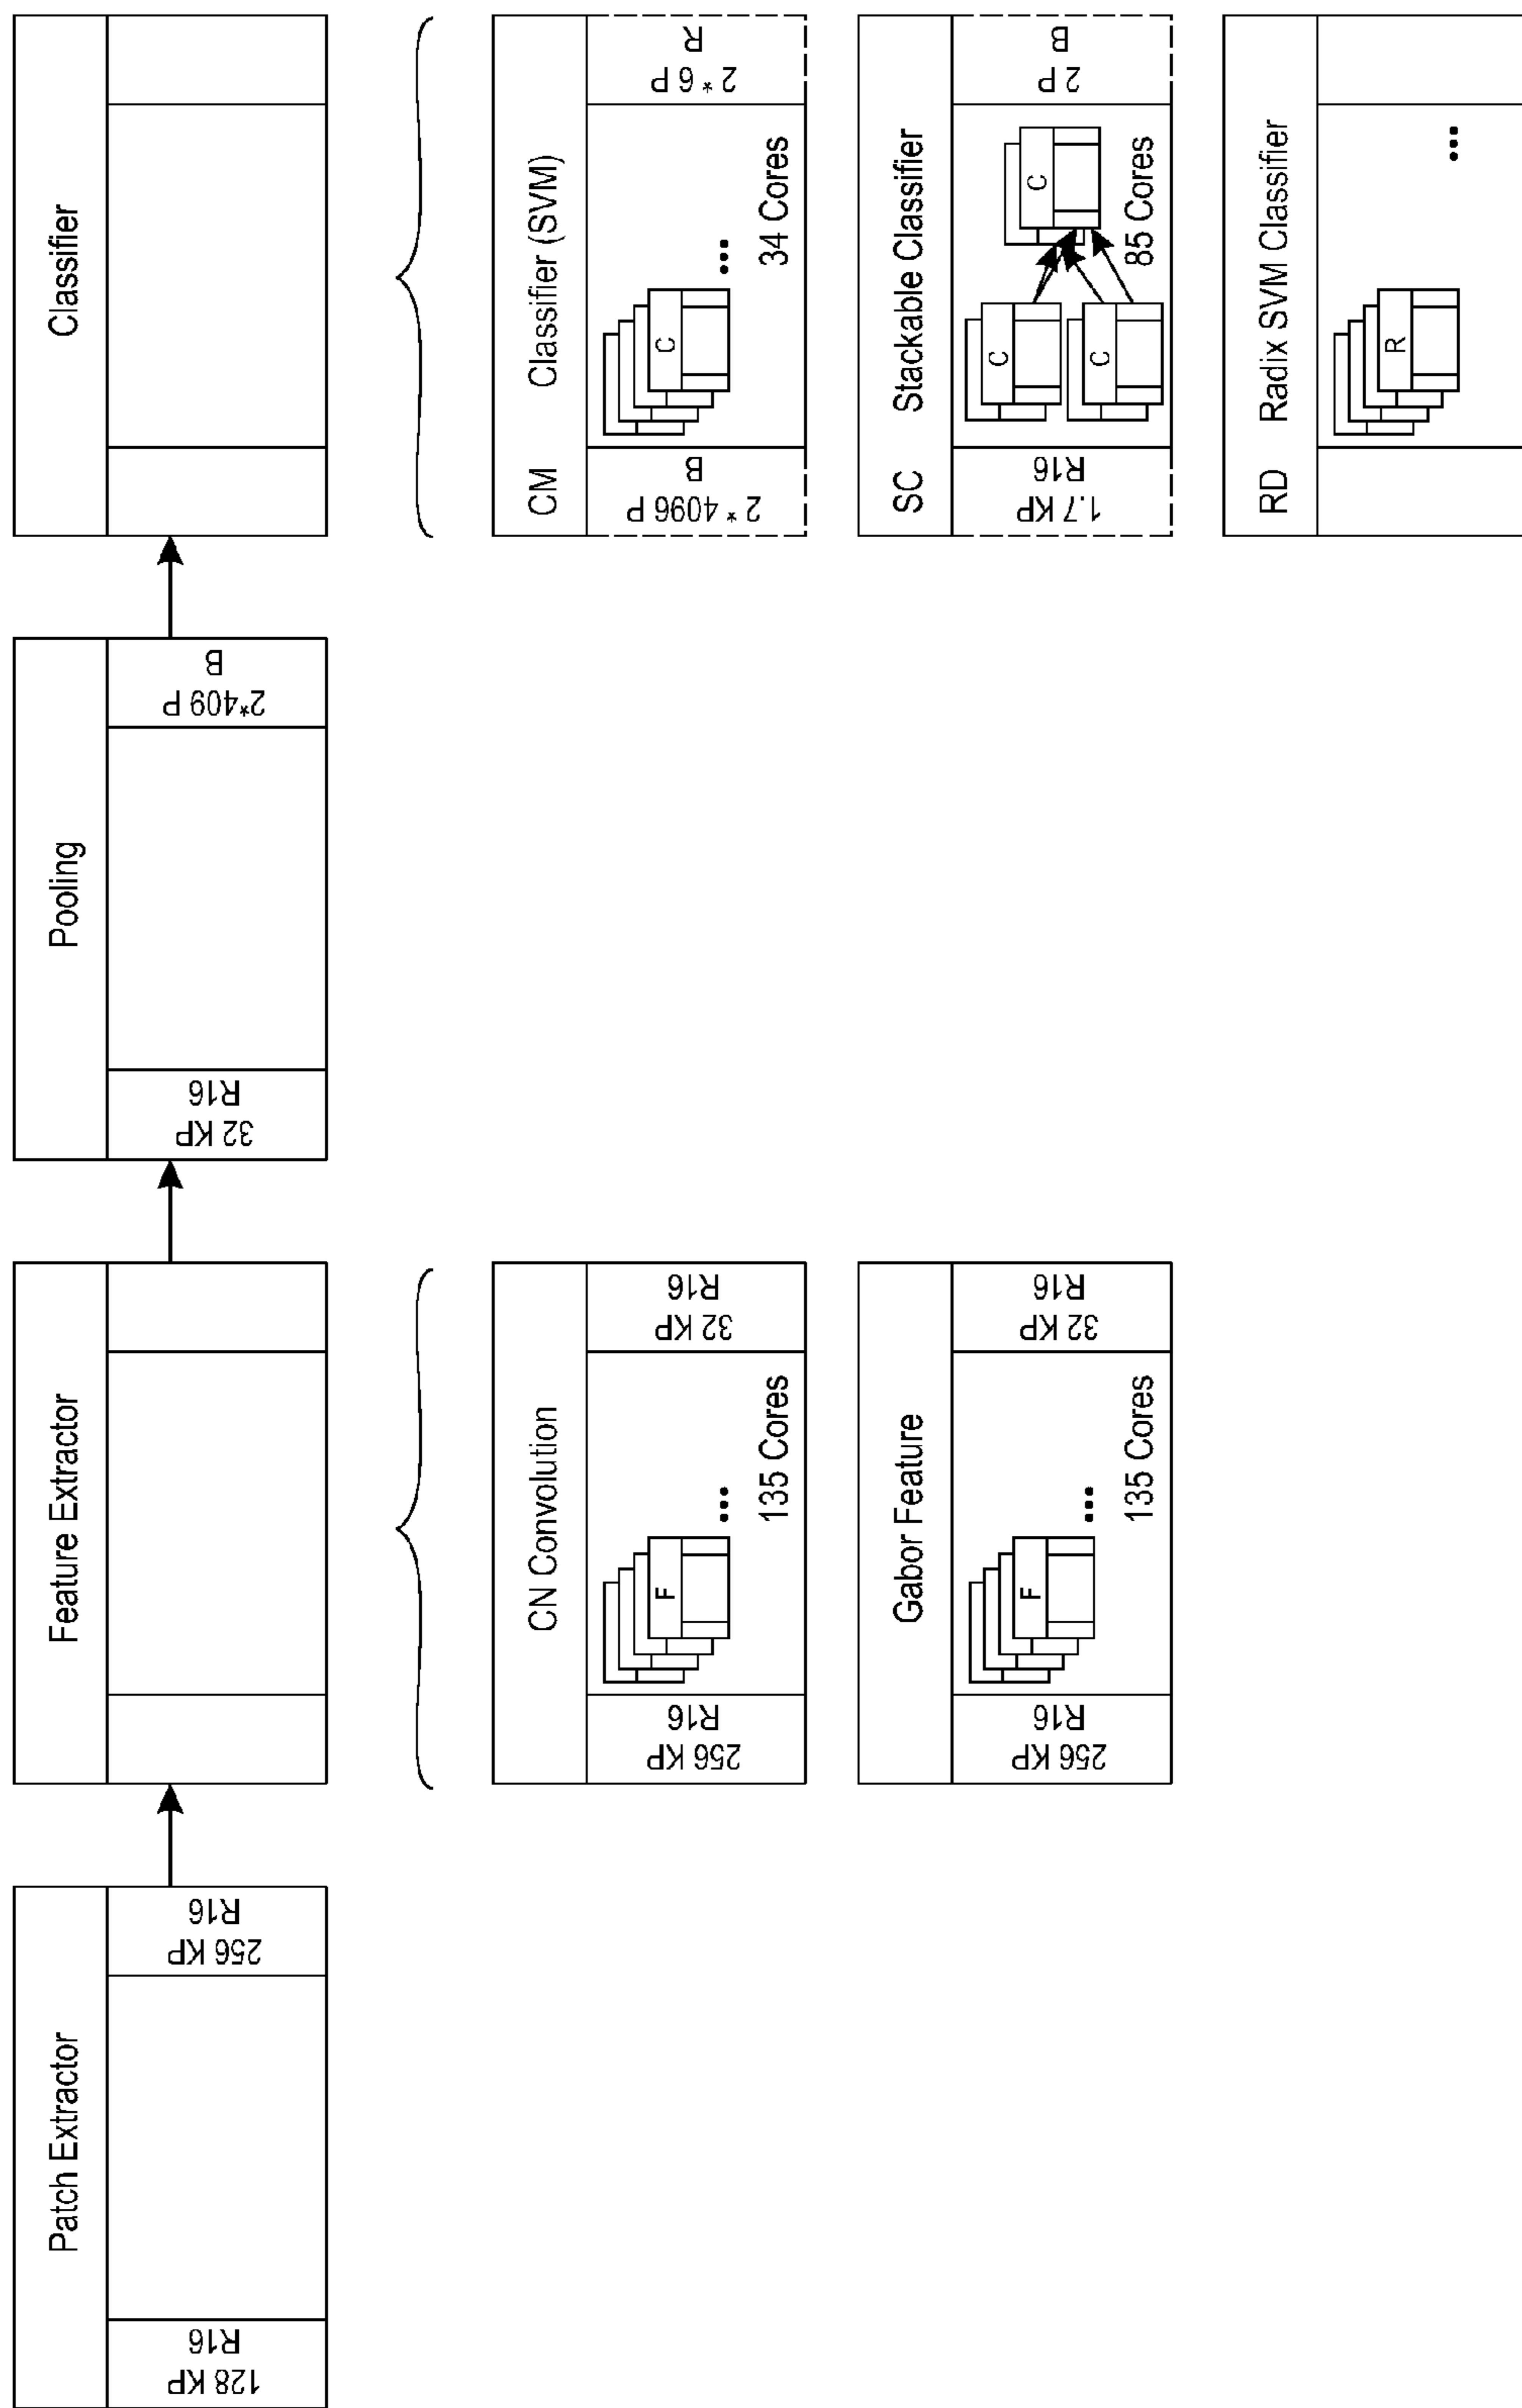 Patch Extractor
128 KP
R16
256 KP
R16
Feature Extractor
Pooling
32 KP
R16
2*409 P
B
Classifier
CN Convolution
256 KP
R16
F
...
135 Cores
32 KP
R16
Gabor Feature
256 KP
R16
F
...
135 Cores
32 KP
R16
CM Classifier (SVM)
2* 4096 P
B
C
...
34 Cores
2* 6 P
R
SC Stackable Classifier
1.7 KP
R16
C
C
C
85 Cores
2 P
B
RD Radix SVM Classifier
R
...